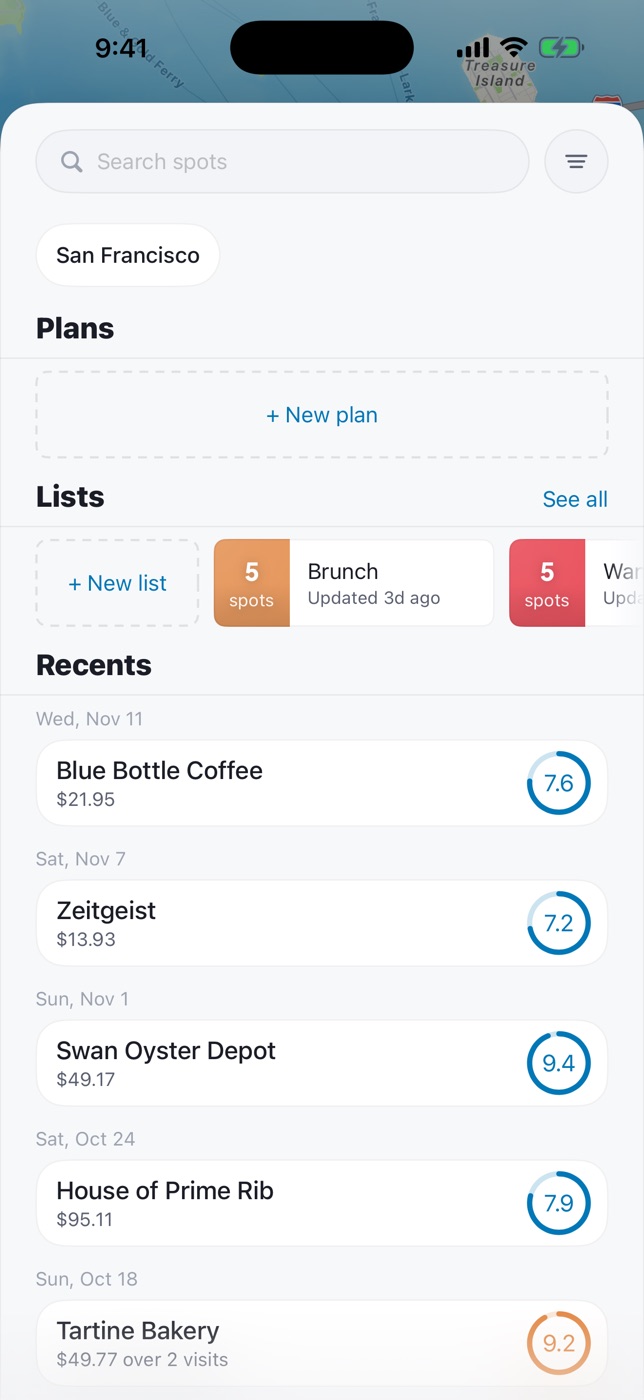 9:41
Blue & Gold Ferry
Lark
Treasure
Island
Search spots
San Francisco
Plans
+ New plan
Lists
See all
+ New list
5
spots
Brunch
Updated 3d ago
5
spots
Recents
Wed, Nov 11
Blue Bottle Coffee
$21.95
7.6
Sat, Nov 7
Zeitgeist
$13.93
7.2
Sun, Nov 1
Swan Oyster Depot
$49.17
9.4
Sat, Oct 24
House of Prime Rib
$95.11
7.9
Sun, Oct 18
Tartine Bakery
$49.77 over 2 visits
9.2